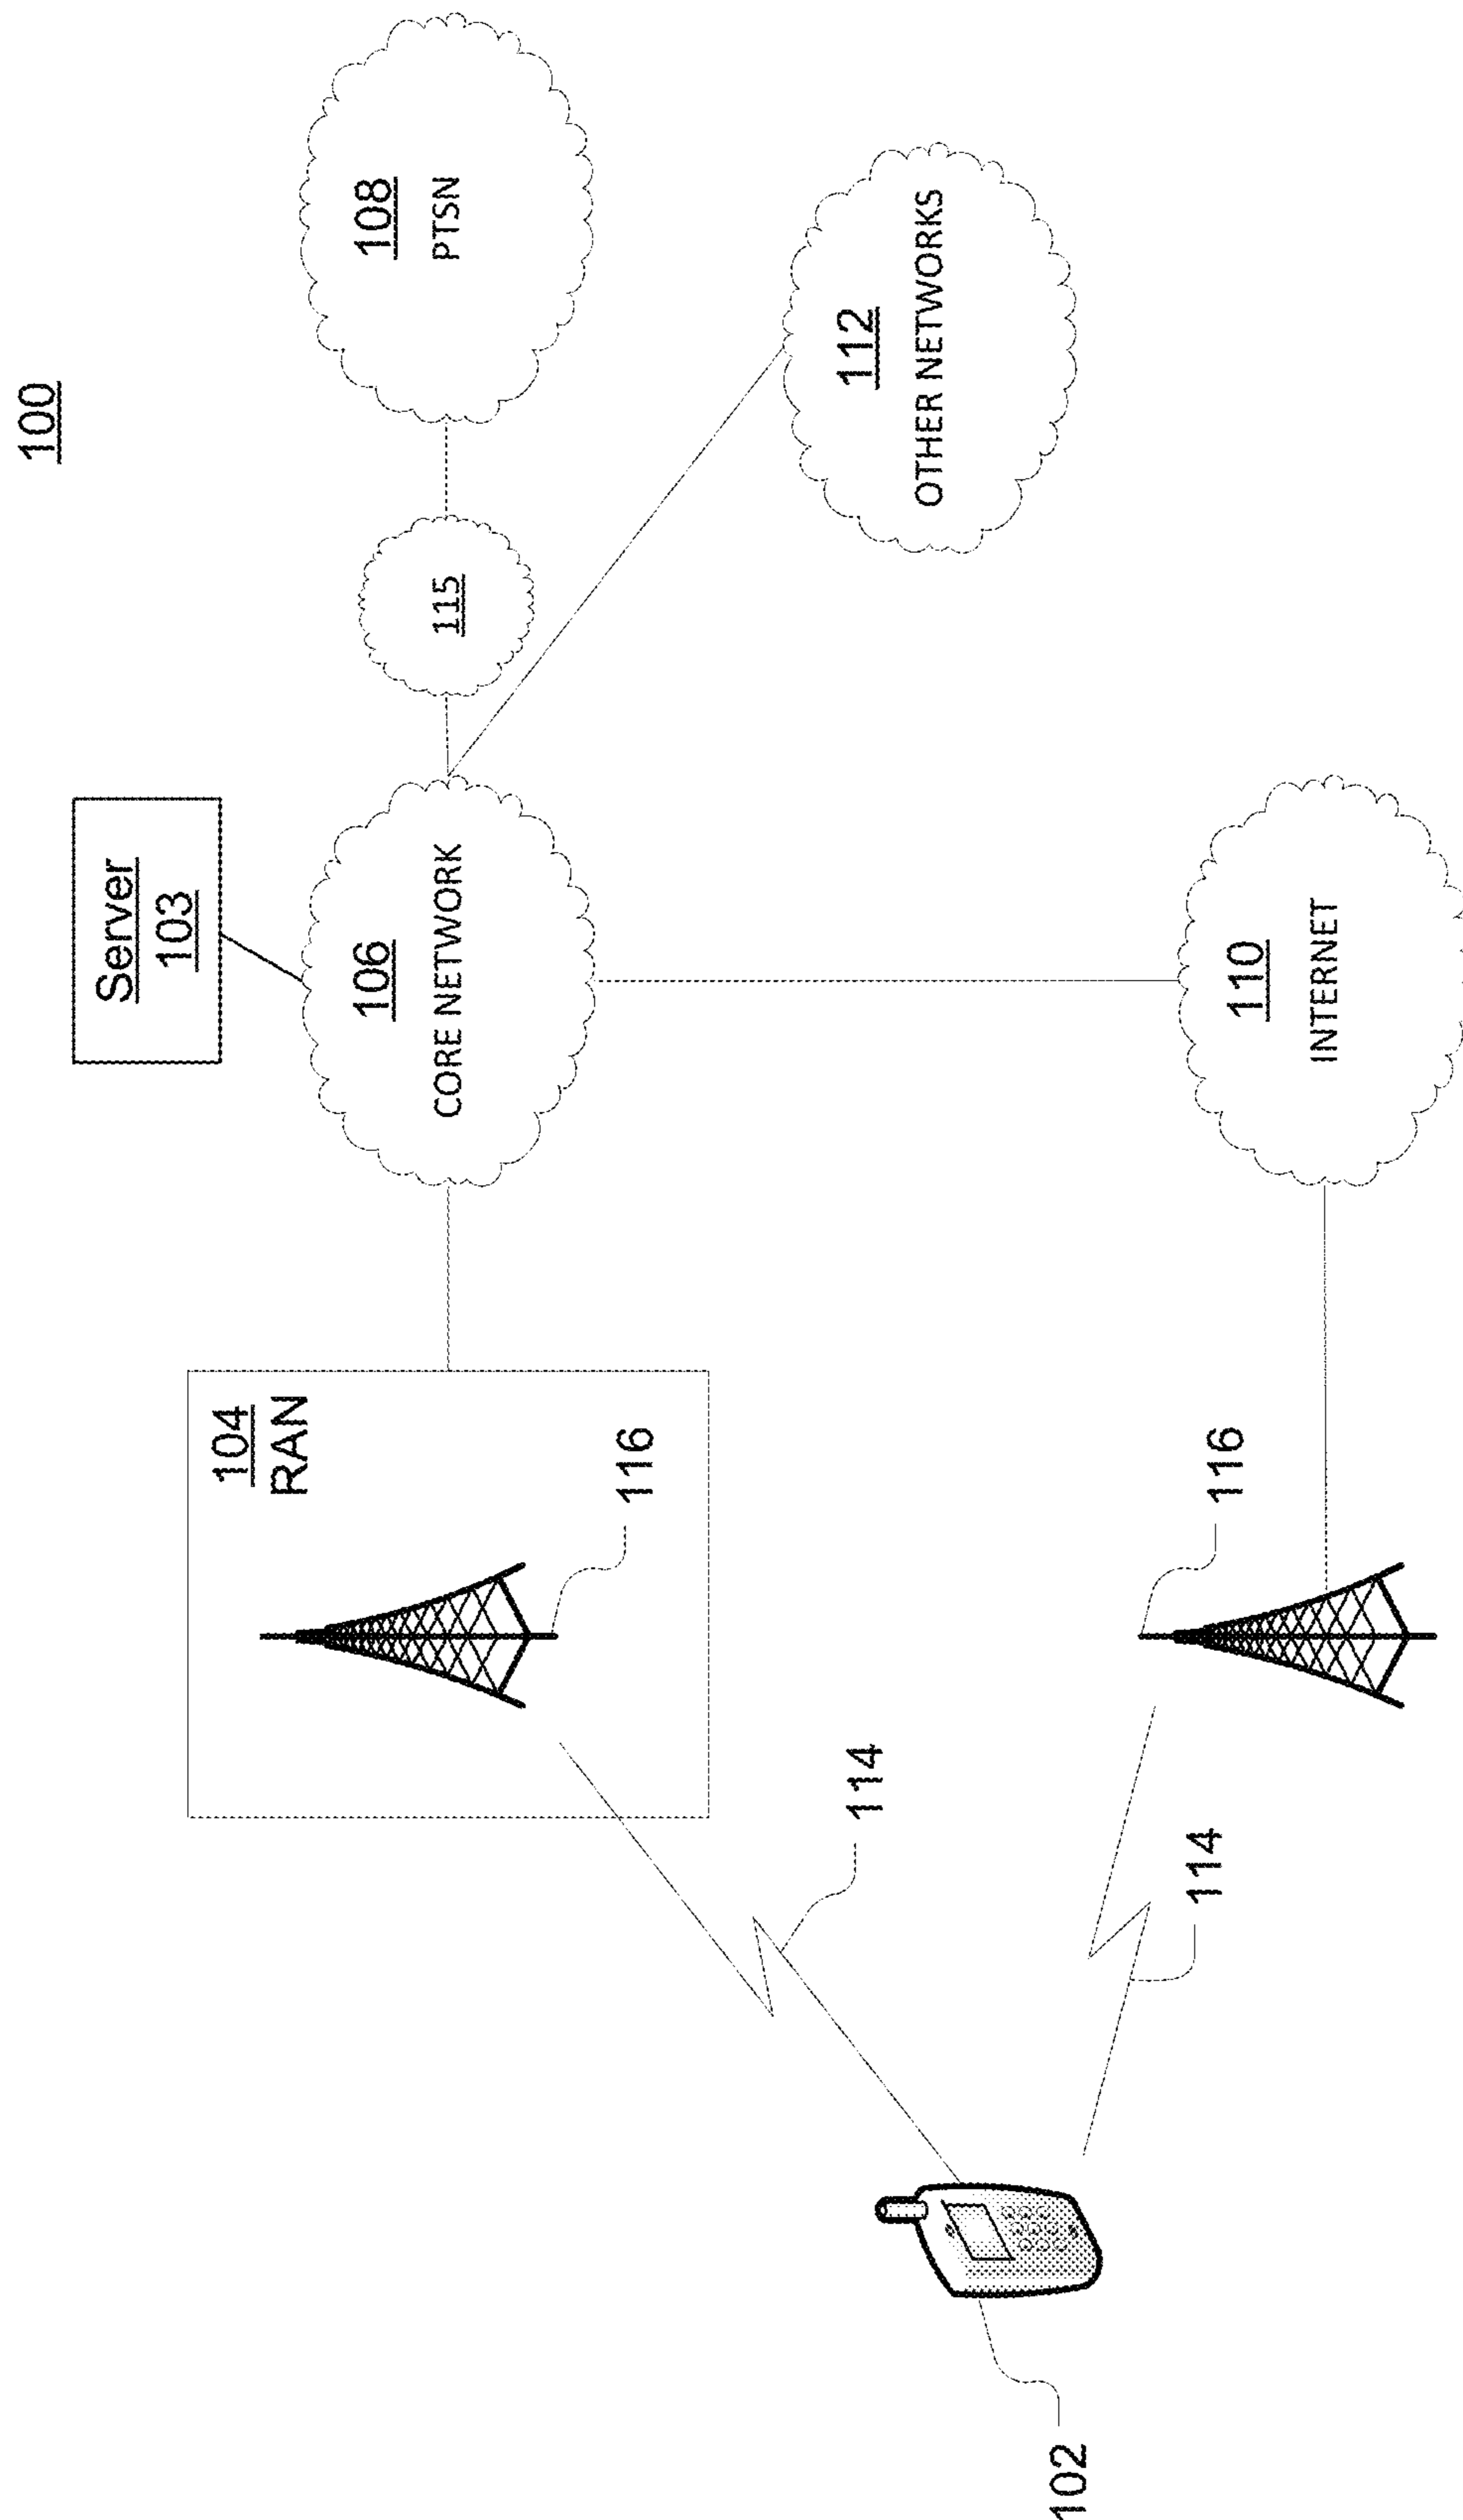 100
Server
103
104
RAN
106
CORE NETWORK
115
108
PTSN
116
114
112
OTHER NETWORKS
102
114
116
110
INTERNET